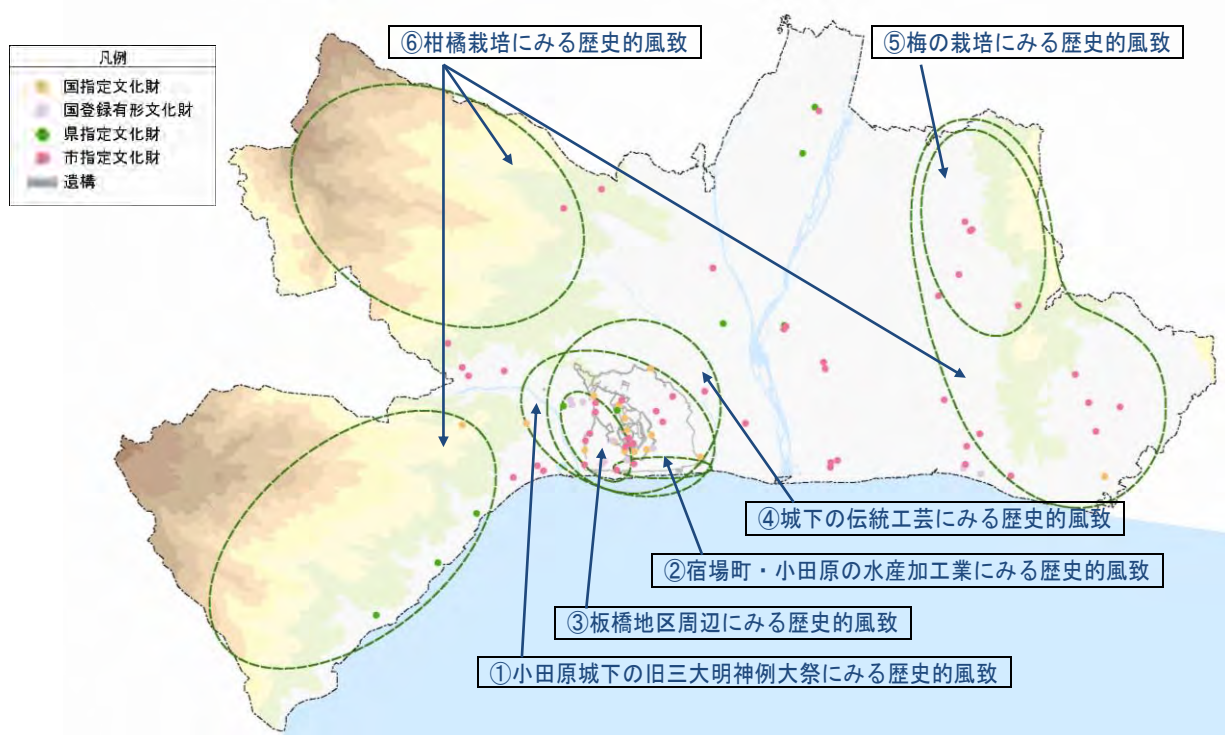 ⑥柑橘栽培にみる歴史的風致
⑤梅の栽培にみる歴史的風致
凡例
国指定文化財
国登録有形文化財
県指定文化財
市指定文化財
遺構
④城下の伝統工芸にみる歴史的風致
②宿場町・小田原の水産加工業にみる歴史的風致
③板橋地区周辺にみる歴史的風致
①小田原城下の旧三大明神例大祭にみる歴史的風致